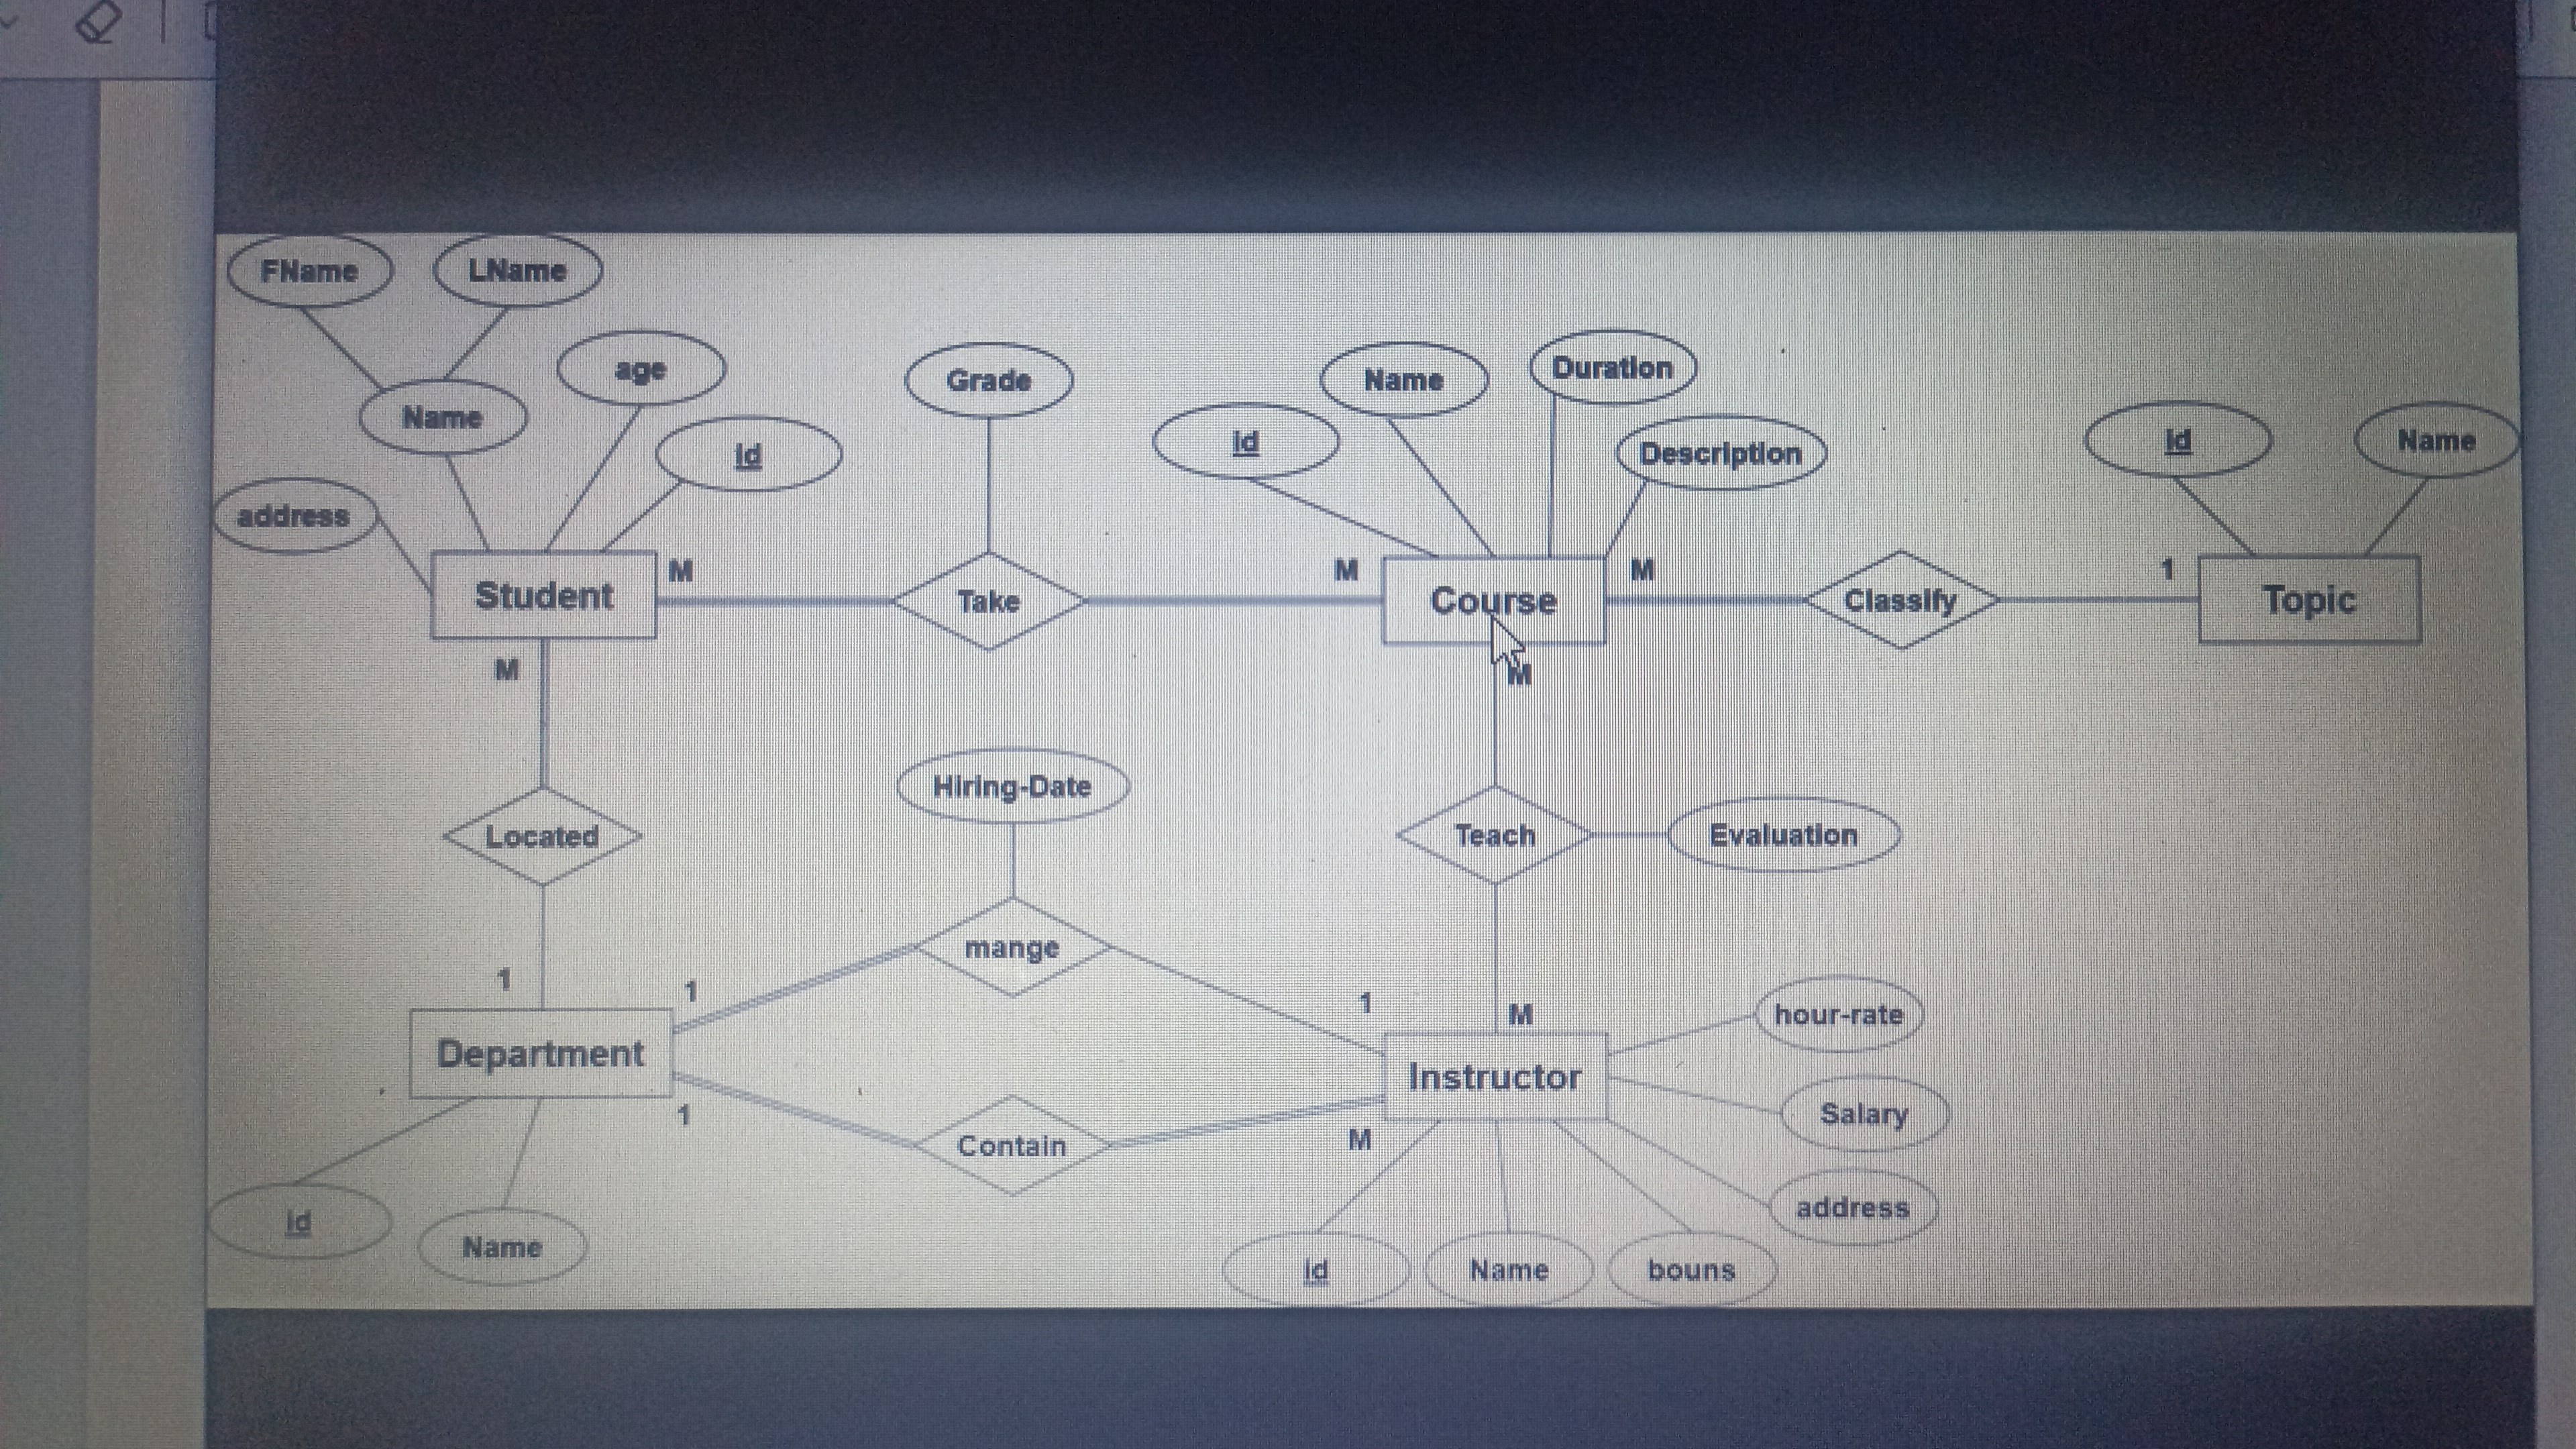 FName
LName
age
Name
id
address
Student
M
Grade
Take
M
id
Name
Duration
Description
Course
M
M
Classify
1
id
Name
Topic
M
Located
1
Hiring-Date
mange
1
1
Teach
Evaluation
M
Department
1
Contain
M
Instructor
hour-rate
Salary
address
id
Name
id
Name
bouns